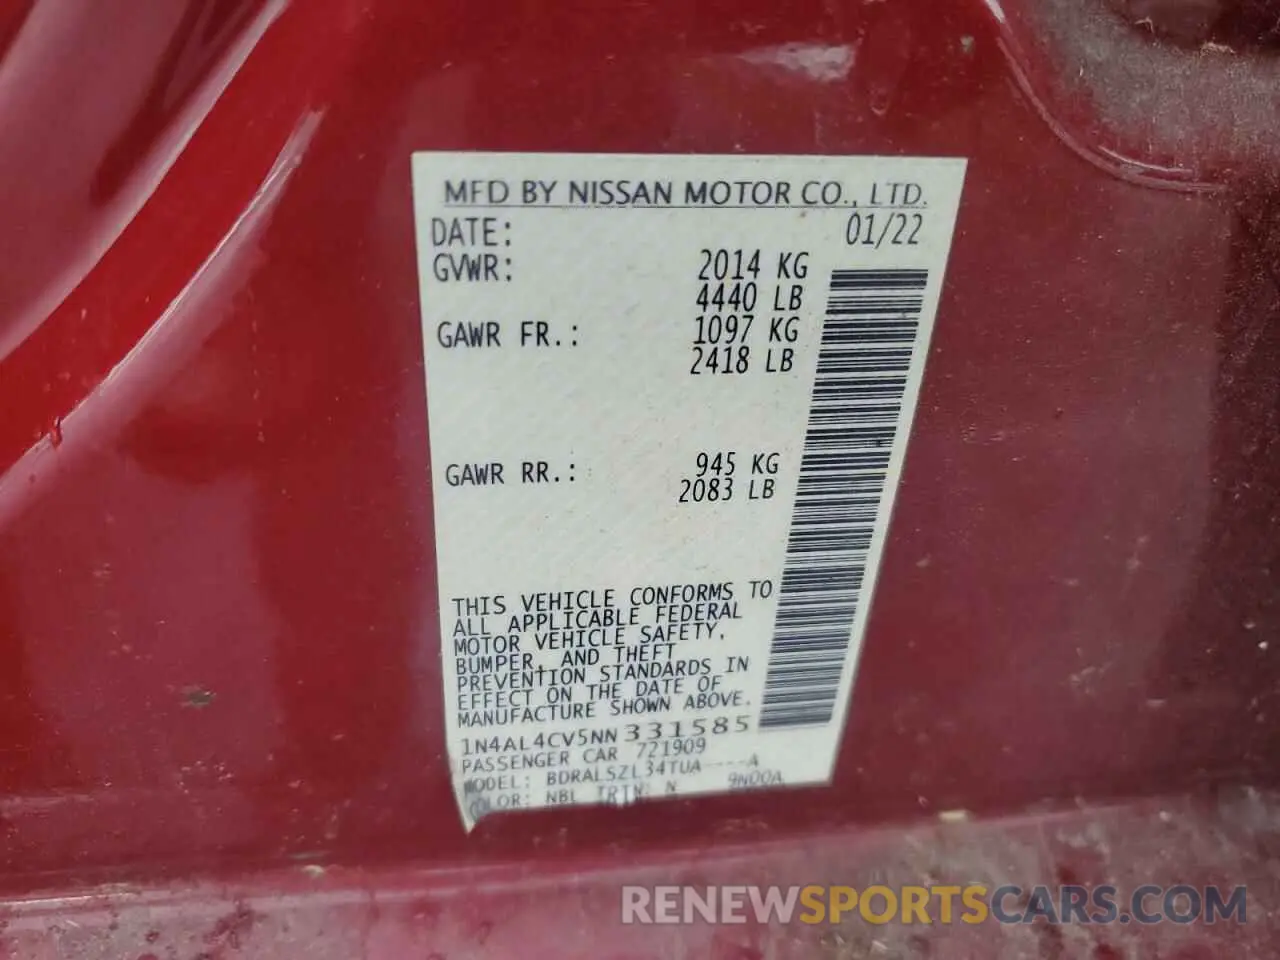 MFD BY NISSAN MOTOR CO., LTD.
DATE: 01/22
GVWR: 2014 KG
4440 LB
GAWR FR.: 1097 KG
2418 LB
GAWR RR.: 945 KG
2083 LB
THIS VEHICLE CONFORMS TO
ALL APPLICABLE FEDERAL
MOTOR VEHICLE SAFETY,
BUMPER, AND THEFT
PREVENTION STANDARDS IN
EFFECT ON THE DATE OF
MANUFACTURE SHOWN ABOVE.
1N4AL4CV5NN331585
PASSENGER CAR 721909
MODEL: BDRALSZL34TUA----A
COLOR: NBL TRIM: N 9N00A
RENEWSPORTSCARS.COM